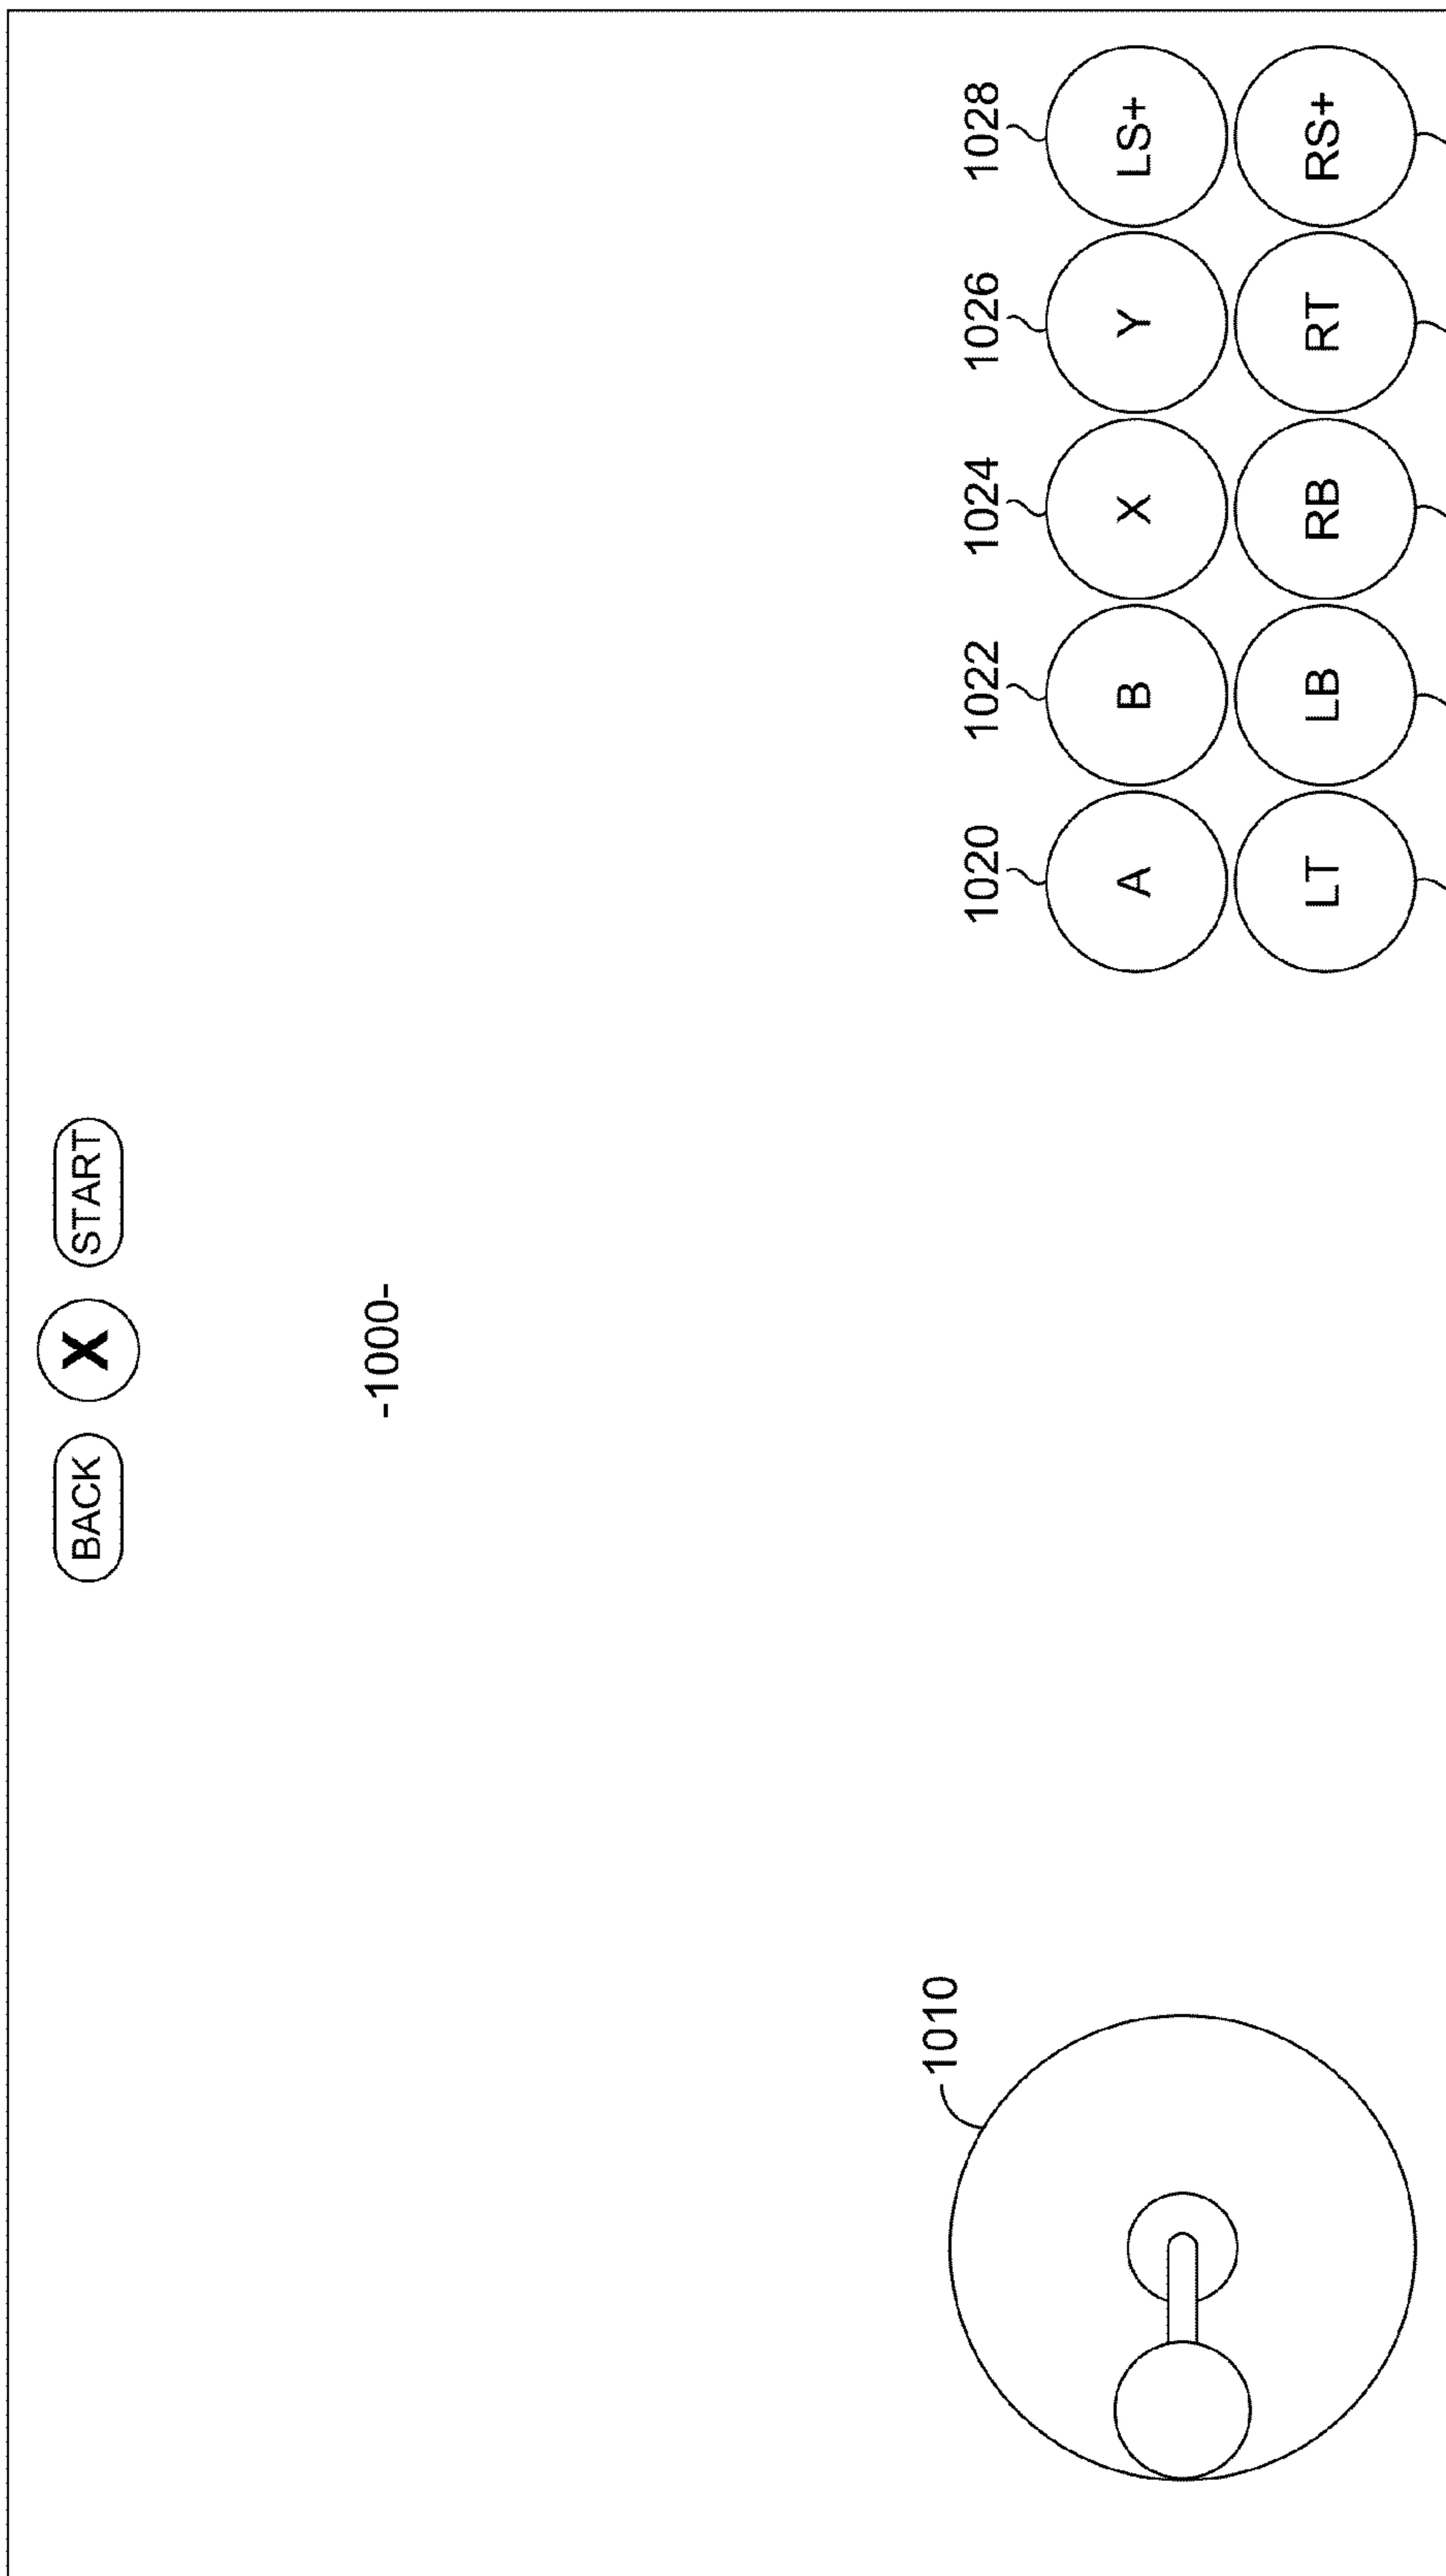 BACK X START
-1000-
1010
1020 1022 1024 1026 1028
A B X Y LS+
LT LB RB RT RS+